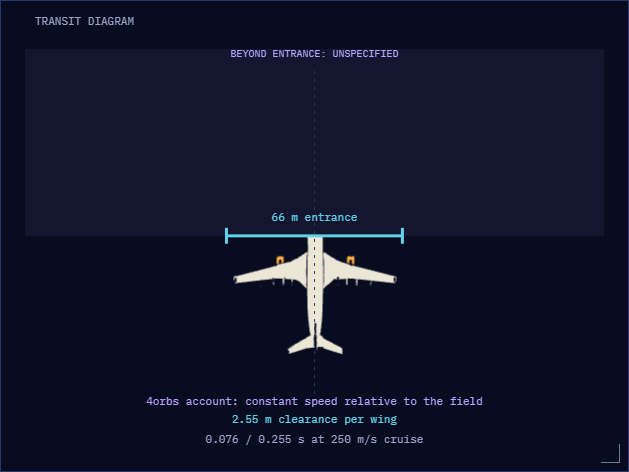 TRANSIT DIAGRAM
BEYOND ENTRANCE: UNSPECIFIED
66 m entrance
4orbs account: constant speed relative to the field
2.55 m clearance per wing
0.076 / 0.255 s at 250 m/s cruise